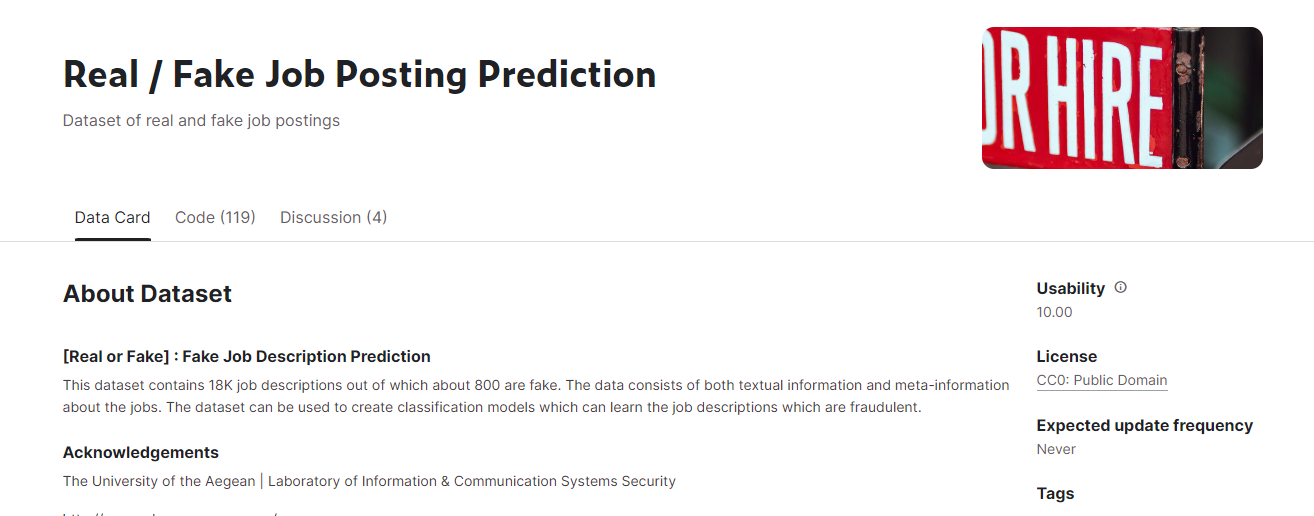 Real / Fake Job Posting Prediction
Dataset of real and fake job postings
OR HIRE
Data Card
Code (119)
Discussion (4)
About Dataset
[Real or Fake] : Fake Job Description Prediction
This dataset contains 18K job descriptions out of which about 800 are fake. The data consists of both textual information and meta-information
about the jobs. The dataset can be used to create classification models which can learn the job descriptions which are fraudulent.
Acknowledgements
The University of the Aegean | Laboratory of Information & Communication Systems Security
Usability
10.00
License
CC0: Public Domain
Expected update frequency
Never
Tags